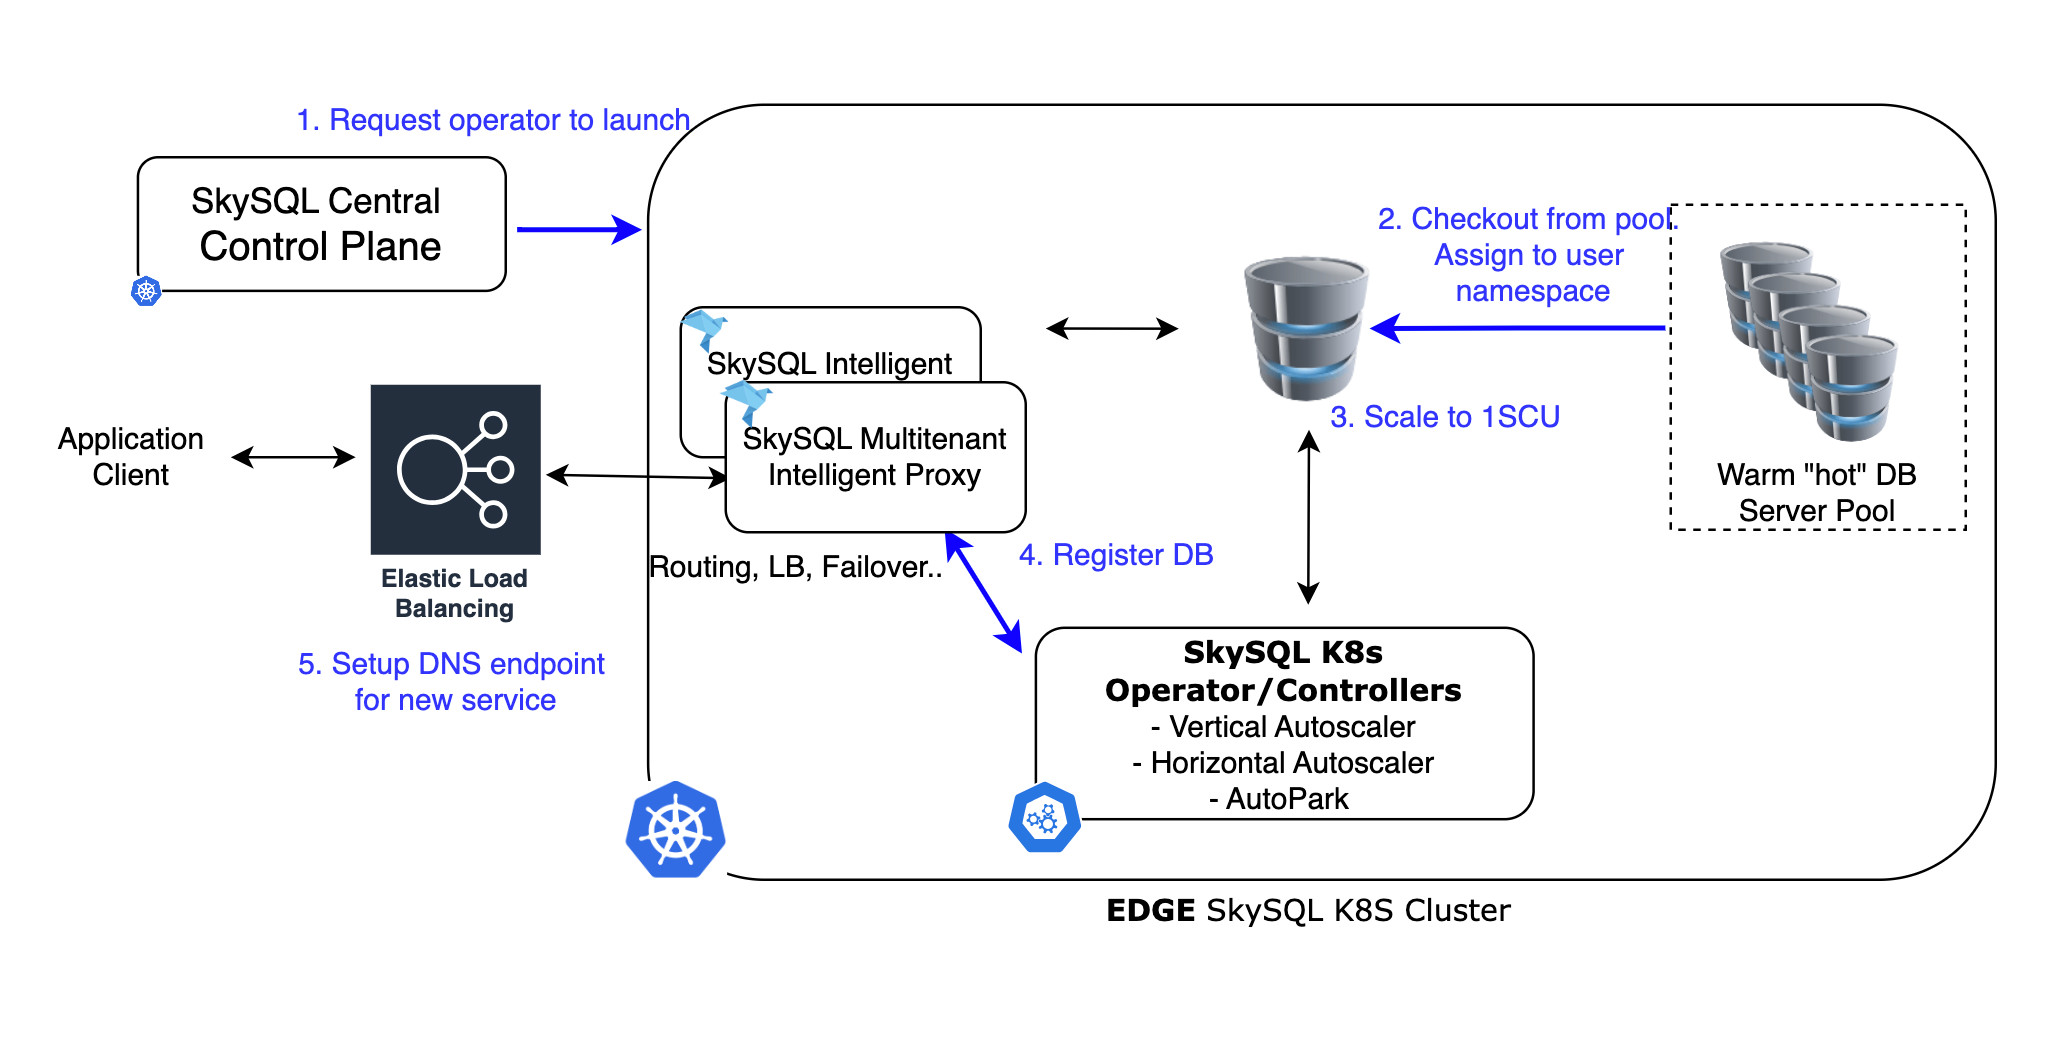 1. Request operator to launch
SkySQL Central
Control Plane
2. Checkout from pool.
Assign to user
namespace
SkySQL Intelligent
SkySQL Multitenant
Intelligent Proxy
3. Scale to 1SCU
Application
Client
Warm "hot" DB
Server Pool
Elastic Load
Balancing
Routing, LB, Failover..
4. Register DB
5. Setup DNS endpoint
for new service
SkySQL K8s
Operator/Controllers
- Vertical Autoscaler
- Horizontal Autoscaler
- AutoPark
EDGE SkySQL K8S Cluster